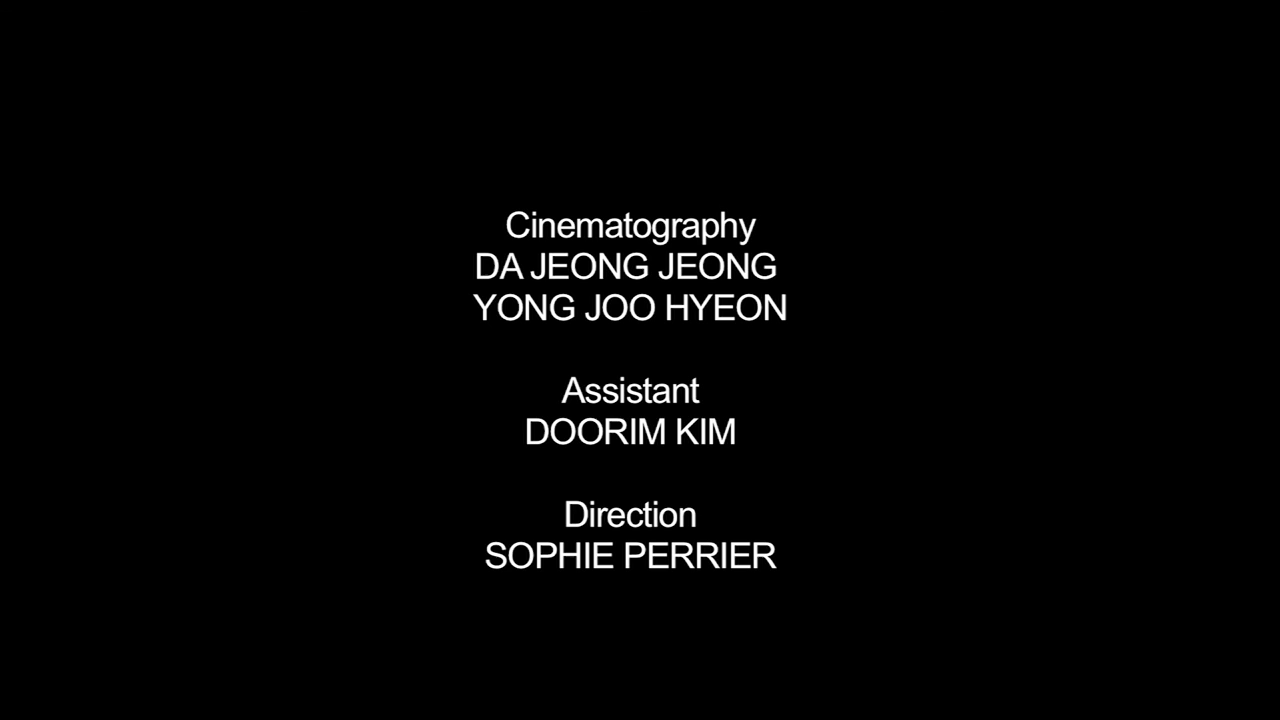 Cinematography
DA JEONG JEONG
YONG JOO HYEON
Assistant
DOORIM KIM
Direction
SOPHIE PERRIER